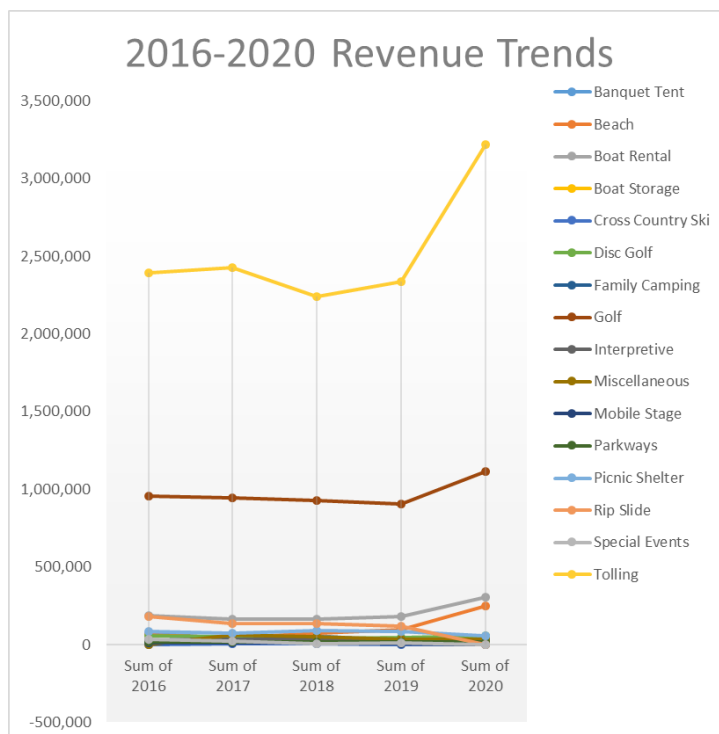 2016-2020 Revenue Trends
3,500,000
3,000,000
2,500,000
2,000,000
1,500,000
1,000,000
500,000
0
-500,000
Sum of 2016
Sum of 2017
Sum of 2018
Sum of 2019
Sum of 2020
Banquet Tent
Beach
Boat Rental
Boat Storage
Cross Country Ski
Disc Golf
Family Camping
Golf
Interpretive
Miscellaneous
Mobile Stage
Parkways
Picnic Shelter
Rip Slide
Special Events
Tolling